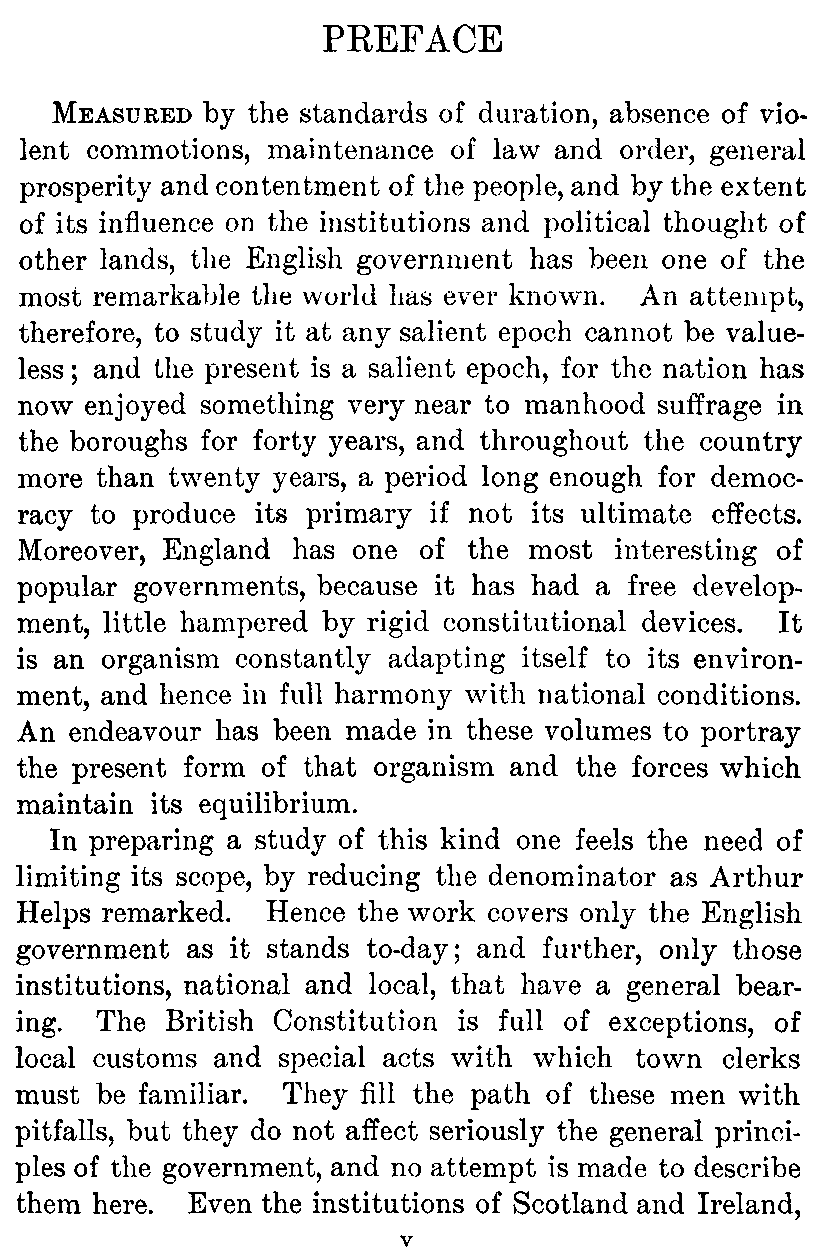 PREFACE
MEASURED by the standards of duration, absence of vio-
lent commotions, maintenance of law and order, general
prosperity and contentment of the people, and by the extent
of its influence on the institutions and political thought of
other lands, the English government has been one of the
most remarkable the world has ever known. An attempt,
therefore, to study it at any salient epoch cannot be value-
less; and the present is a salient epoch, for the nation has
now enjoyed something very near to manhood suffrage in
the boroughs for forty years, and throughout the country
more than twenty years, a period long enough for democ-
racy to produce its primary if not its ultimate effects.
Moreover, England has one of the most interesting of
popular governments, because it has had a free develop-
ment, little hampered by rigid constitutional devices. It
is an organism constantly adapting itself to its environ-
ment, and hence in full harmony with national conditions.
An endeavour has been made in these volumes to portray
the present form of that organism and the forces which
maintain its equilibrium.
In preparing a study of this kind one feels the need of
limiting its scope, by reducing the denominator as Arthur
Helps remarked. Hence the work covers only the English
government as it stands to-day; and further, only those
institutions, national and local, that have a general bear-
ing. The British Constitution is full of exceptions, of
local customs and special acts with which town clerks
must be familiar. They fill the path of these men with
pitfalls, but they do not affect seriously the general princi-
ples of the government, and no attempt is made to describe
them here. Even the institutions of Scotland and Ireland,
v